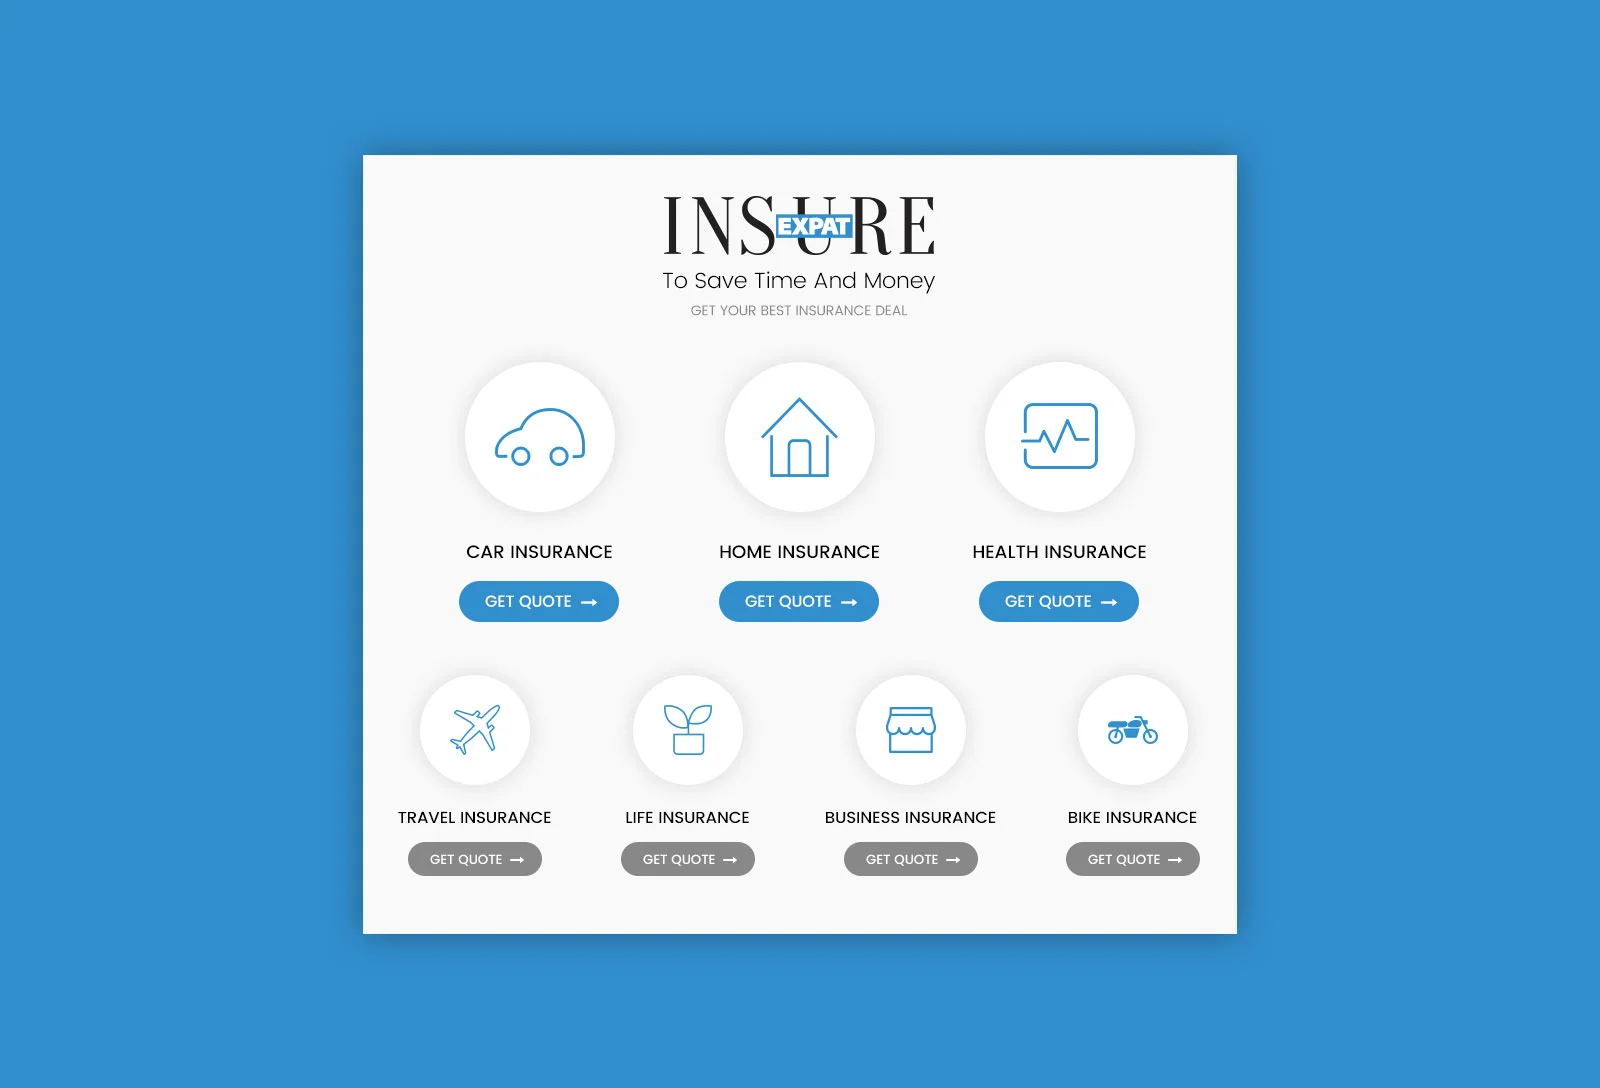 INSURE
EXPAT
To Save Time And Money
GET YOUR BEST INSURANCE DEAL
CAR INSURANCE
HOME INSURANCE
HEALTH INSURANCE
GET QUOTE
GET QUOTE
GET QUOTE
TRAVEL INSURANCE
LIFE INSURANCE
BUSINESS INSURANCE
BIKE INSURANCE
GET QUOTE
GET QUOTE
GET QUOTE
GET QUOTE